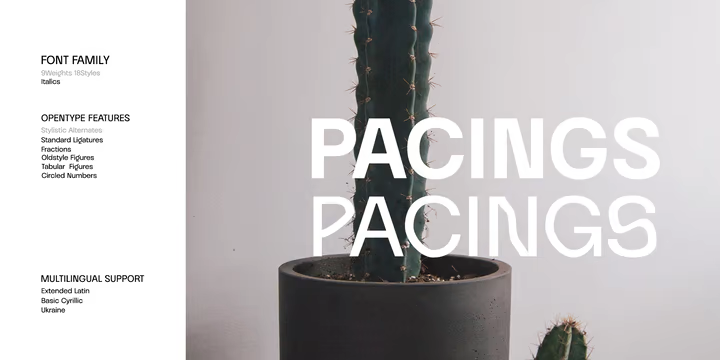 FONT FAMILY
9Weights 18Styles
Italics
OPENTYPE FEATURES
Stylistic Alternates
Standard Ligatures
Fractions
Oldstyle Figures
Tabular Figures
Circled Numbers
MULTILINGUAL SUPPORT
Extended Latin
Basic Cyrillic
Ukraine
PACINGS
PACINGS